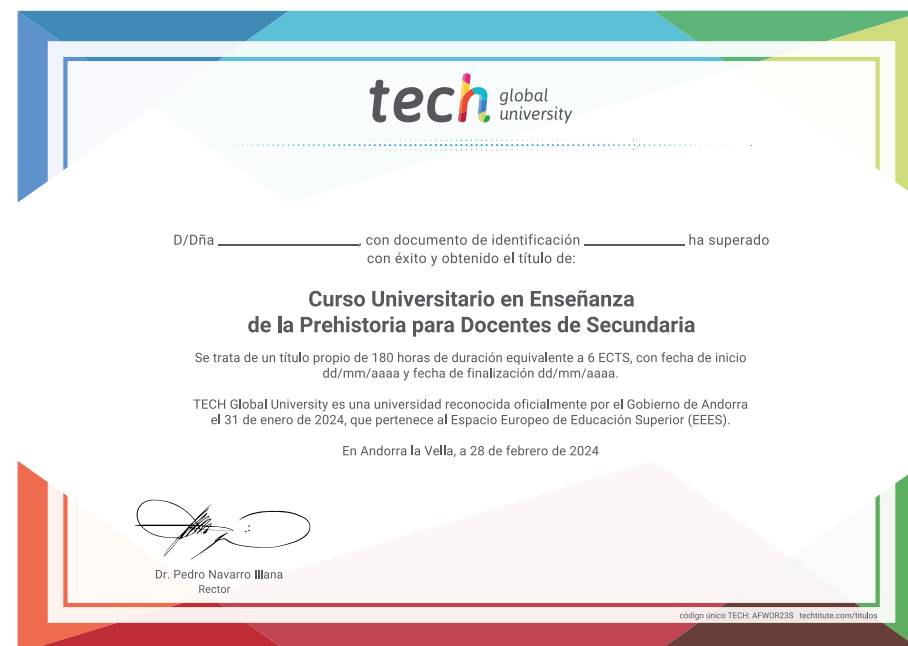 tech global university
D/Dña ____________________, con documento de identificación ______________ ha superado
con éxito y obtenido el título de:
Curso Universitario en Enseñanza
de la Prehistoria para Docentes de Secundaria
Se trata de un título propio de 180 horas de duración equivalente a 6 ECTS, con fecha de inicio
dd/mm/aaaa y fecha de finalización dd/mm/aaaa.
TECH Global University es una universidad reconocida oficialmente por el Gobierno de Andorra
el 31 de enero de 2024, que pertenece al Espacio Europeo de Educación Superior (EEES).
En Andorra la Vella, a 28 de febrero de 2024
Dr. Pedro Navarro Illana
Rector
código único TECH: AFWOR23S techtitute.com/titulos